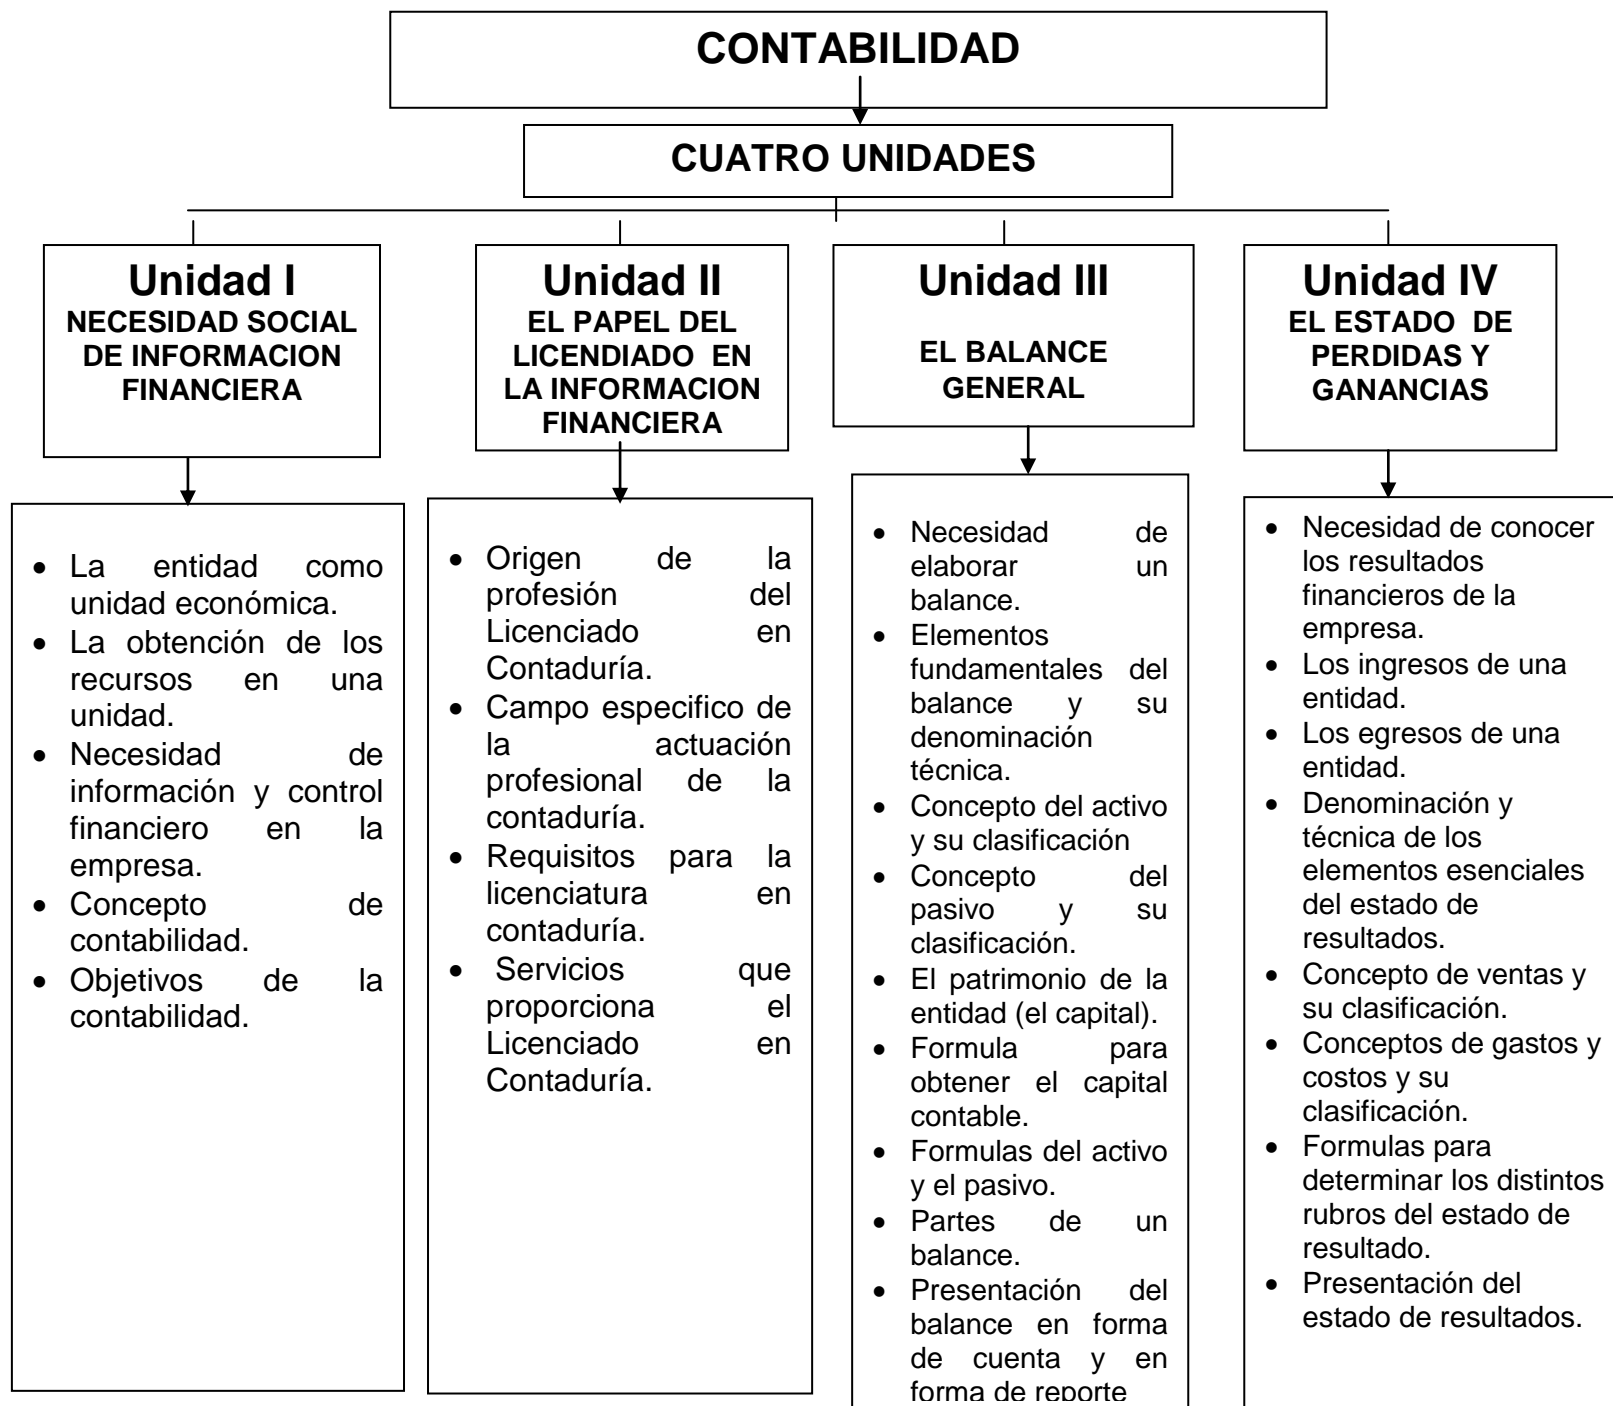 CONTABILIDAD
CUATRO UNIDADES
Unidad I
NECESIDAD SOCIAL
DE INFORMACION
FINANCIERA
Unidad II
EL PAPEL DEL
LICENDIADO EN
LA INFORMACION
FINANCIERA
Unidad III
EL BALANCE
GENERAL
Unidad IV
EL ESTADO DE
PERDIDAS Y
GANANCIAS
• La entidad como
unidad económica.
• La obtención de los
recursos en una
unidad.
• Necesidad de
información y control
financiero en la
empresa.
• Concepto de
contabilidad.
• Objetivos de la
contabilidad.
• Origen de la
profesión del
Licenciado en
Contaduría.
• Campo especifico de
la actuación
profesional de la
contaduría.
• Requisitos para la
licenciatura en
contaduría.
• Servicios que
proporciona el
Licenciado en
Contaduría.
• Necesidad de
elaborar un
balance.
• Elementos
fundamentales del
balance y su
denominación
técnica.
• Concepto del activo
y su clasificación
• Concepto del
pasivo y su
clasificación.
• El patrimonio de la
entidad (el capital).
• Formula para
obtener el capital
contable.
• Formulas del activo
y el pasivo.
• Partes de un
balance.
• Presentación del
balance en forma
de cuenta y en
forma de reporte
• Necesidad de conocer
los resultados
financieros de la
empresa.
• Los ingresos de una
entidad.
• Los egresos de una
entidad.
• Denominación y
técnica de los
elementos esenciales
del estado de
resultados.
• Concepto de ventas y
su clasificación.
• Conceptos de gastos y
costos y su
clasificación.
• Formulas para
determinar los distintos
rubros del estado de
resultado.
• Presentación del
estado de resultados.